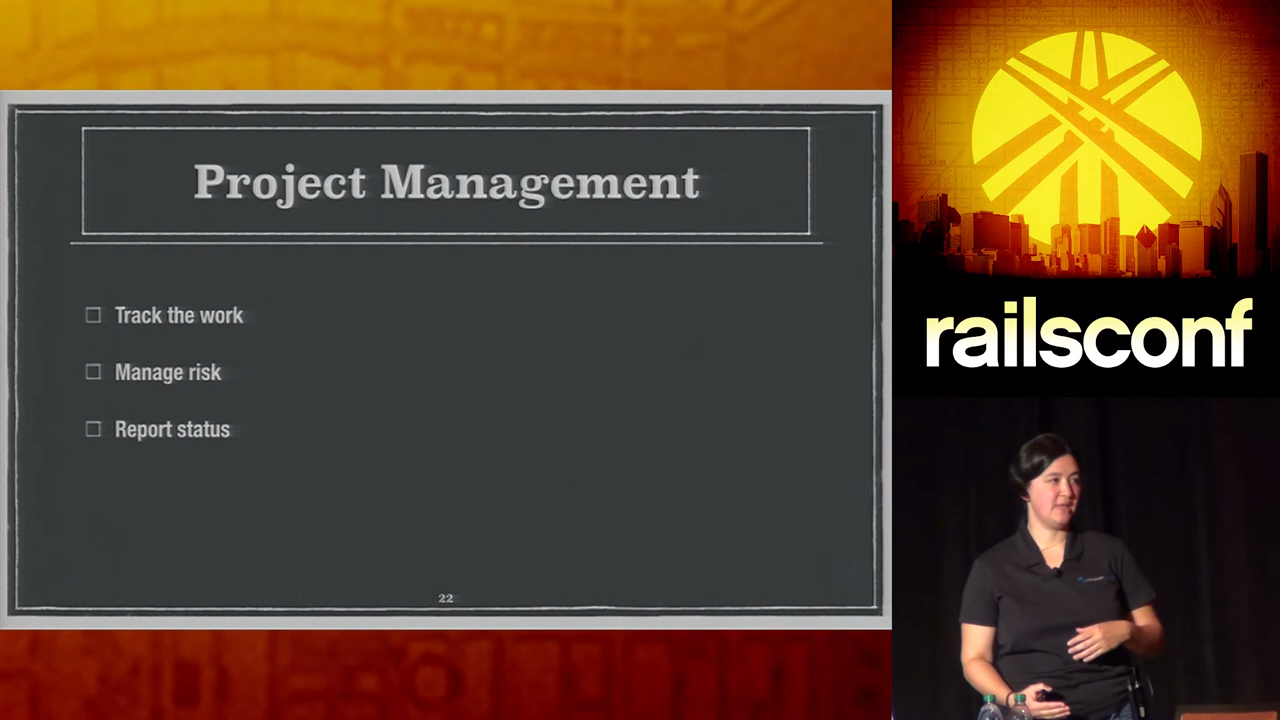 Project Management
Track the work
Manage risk
Report status
22
railsconf